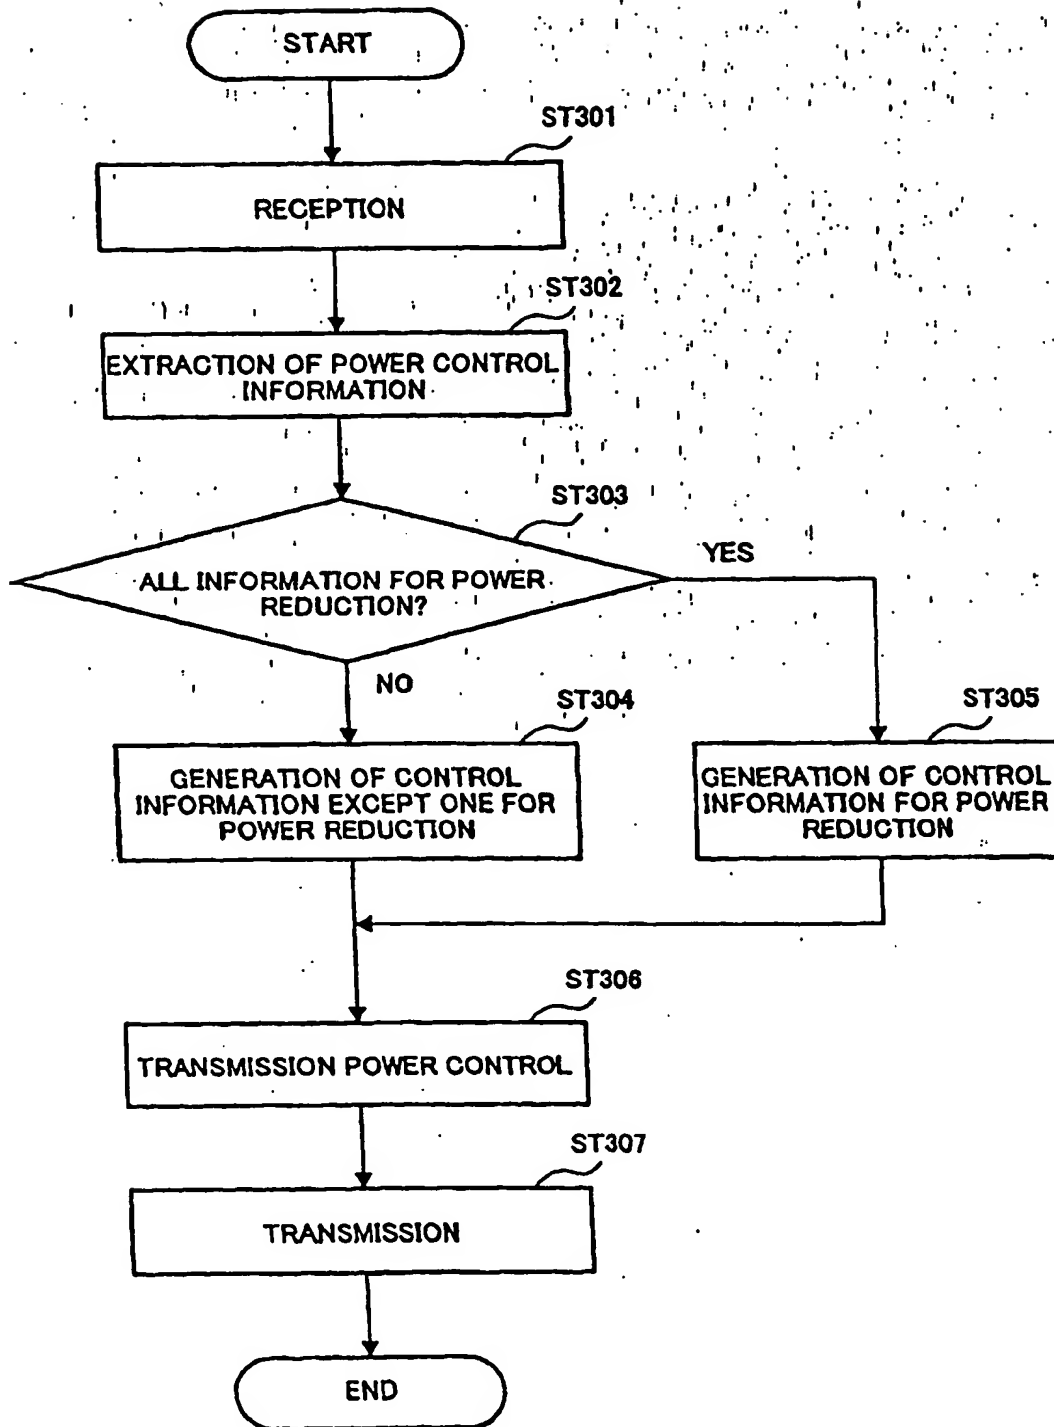 START
ST301
RECEPTION
ST302
EXTRACTION OF POWER CONTROL
INFORMATION
ST303
ALL INFORMATION FOR POWER
REDUCTION?
YES
NO
ST304
ST305
GENERATION OF CONTROL
INFORMATION EXCEPT ONE FOR
POWER REDUCTION
GENERATION OF CONTROL
INFORMATION FOR POWER
REDUCTION
ST306
TRANSMISSION POWER CONTROL
ST307
TRANSMISSION
END